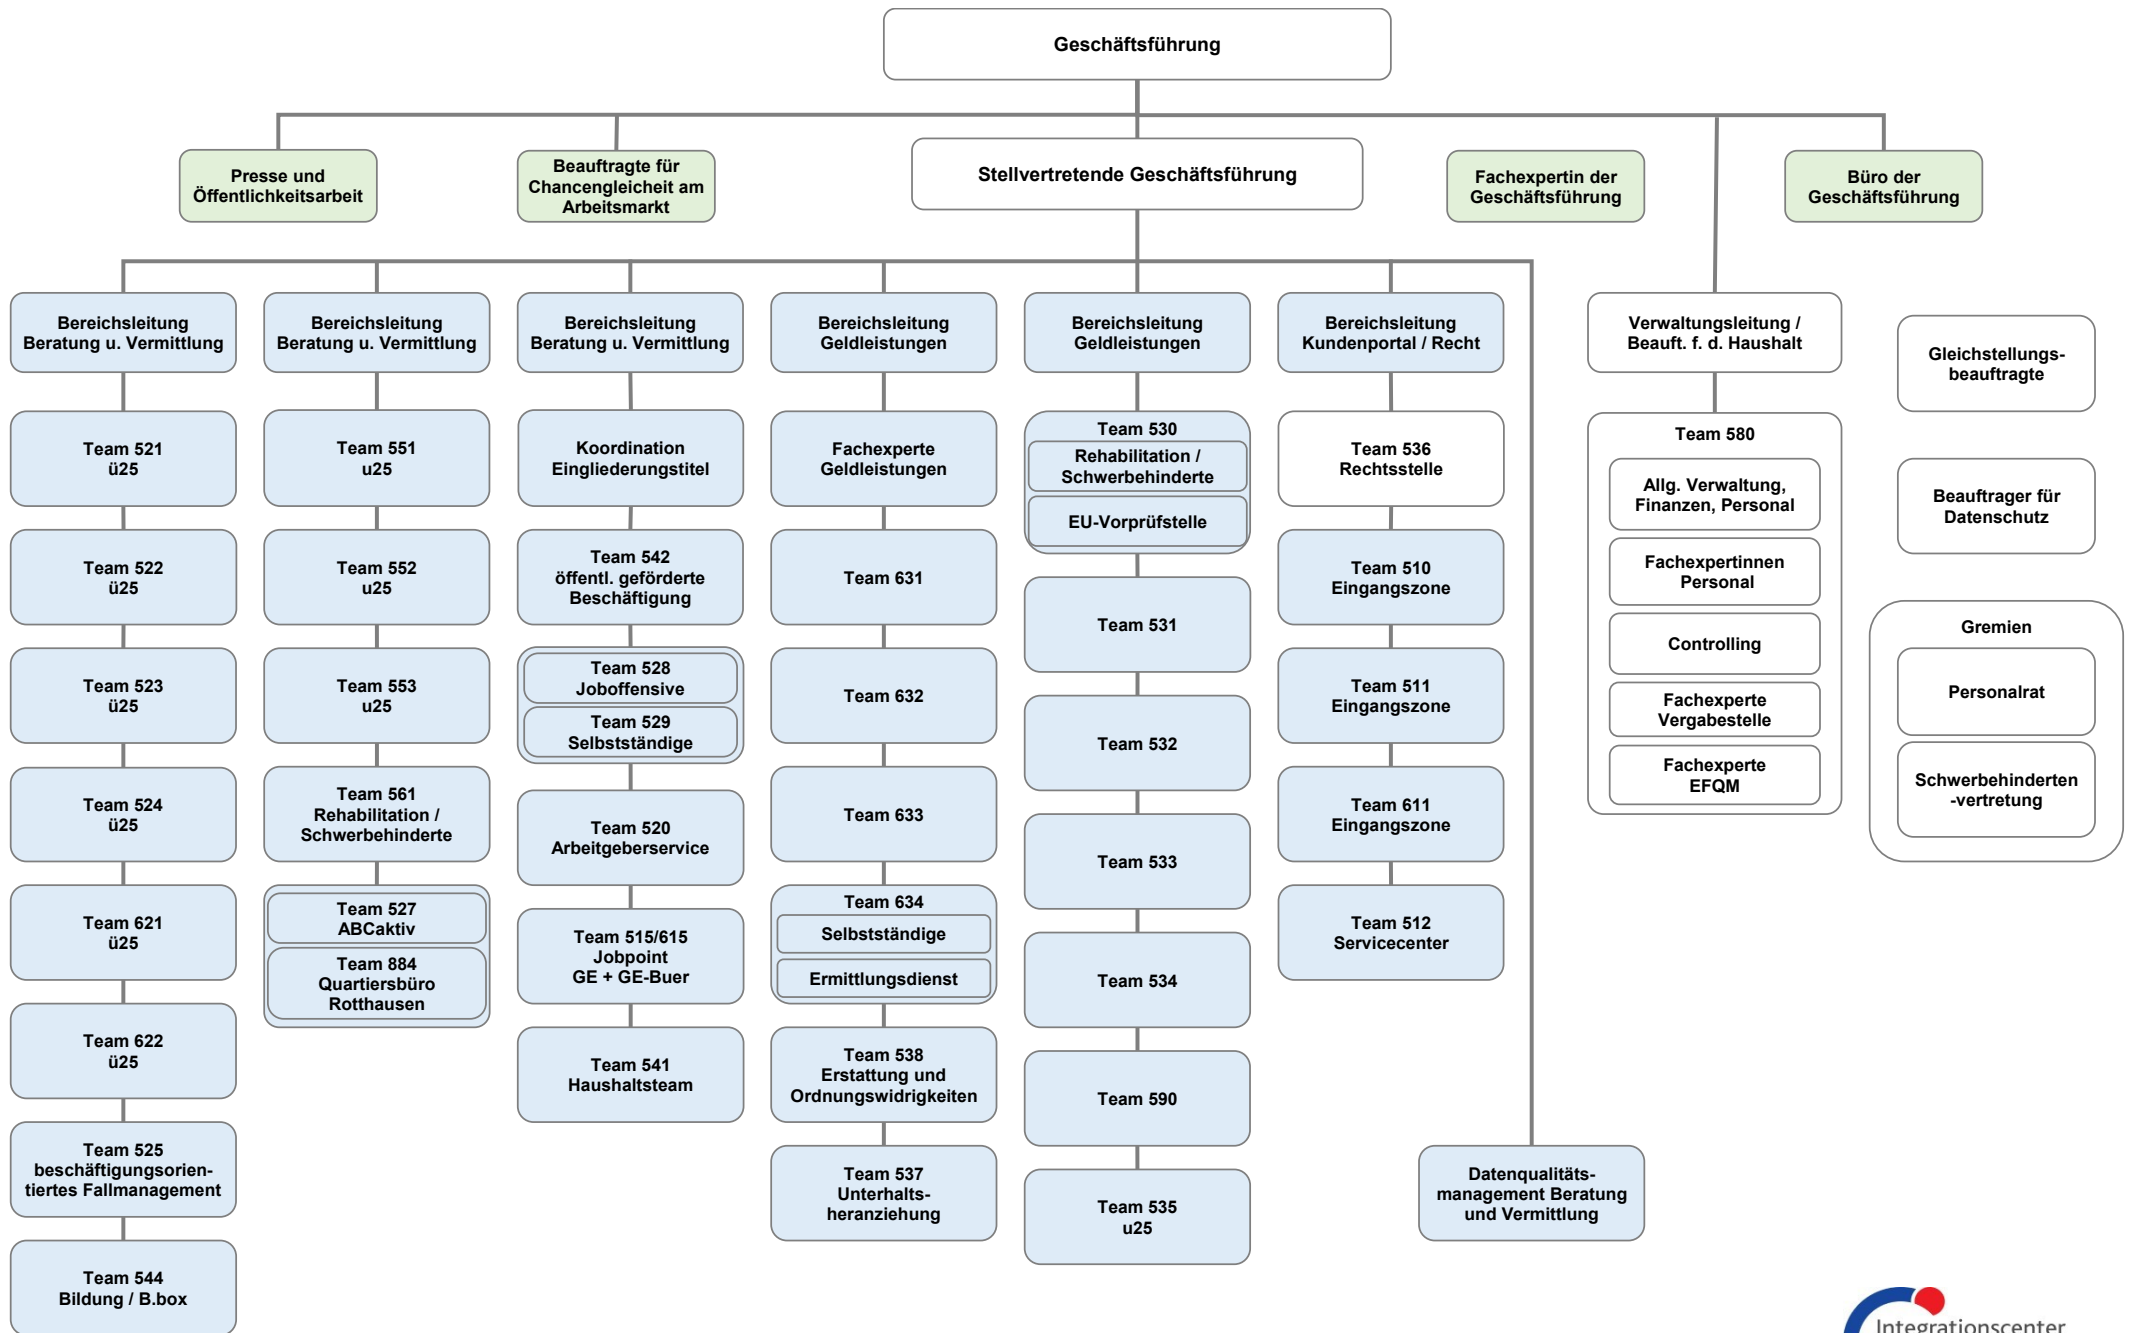 Geschäftsführung
Presse und
Öffentlichkeitsarbeit
Beauftragte für
Chancengleicheit am
Arbeitsmarkt
Stellvertretende Geschäftsführung
Fachexpertin der
Geschäftsführung
Büro der
Geschäftsführung
Bereichsleitung
Beratung u. Vermittlung
Team 521
ü25
Team 522
ü25
Team 523
ü25
Team 524
ü25
Team 621
ü25
Team 622
ü25
Team 525
beschäftigungsorien-
tiertes Fallmanagement
Team 544
Bildung / B.box
Bereichsleitung
Beratung u. Vermittlung
Team 551
u25
Team 552
u25
Team 553
u25
Team 561
Rehabilitation /
Schwerbehinderte
Team 527
ABCaktiv
Team 884
Quartiersbüro
Rotthausen
Bereichsleitung
Beratung u. Vermittlung
Koordination
Eingliederungstitel
Team 542
öffentl. geförderte
Beschäftigung
Team 528
Joboffensive
Team 529
Selbstständige
Team 520
Arbeitgeberservice
Team 515/615
Jobpoint
GE + GE-Buer
Team 541
Haushaltsteam
Bereichsleitung
Geldleistungen
Fachexperte
Geldleistungen
Team 631
Team 632
Team 633
Team 634
Selbstständige
Ermittlungsdienst
Team 538
Erstattung und
Ordnungswidrigkeiten
Team 537
Unterhalts-
heranziehung
Bereichsleitung
Geldleistungen
Team 530
Rehabilitation /
Schwerbehinderte
EU-Vorprüfstelle
Team 531
Team 532
Team 533
Team 534
Team 590
Team 535
u25
Bereichsleitung
Kundenportal / Recht
Team 536
Rechtsstelle
Team 510
Eingangszone
Team 511
Eingangszone
Team 611
Eingangszone
Team 512
Servicecenter
Datenqualitäts-
management Beratung
und Vermittlung
Verwaltungsleitung /
Beauft. f. d. Haushalt
Team 580
Allg. Verwaltung,
Finanzen, Personal
Fachexpertinnen
Personal
Controlling
Fachexperte
Vergabestelle
Fachexperte
EFQM
Gleichstellungs-
beauftragte
Beauftrager für
Datenschutz
Gremien
Personalrat
Schwerbehinderten
-vertretung
Integrationscenter